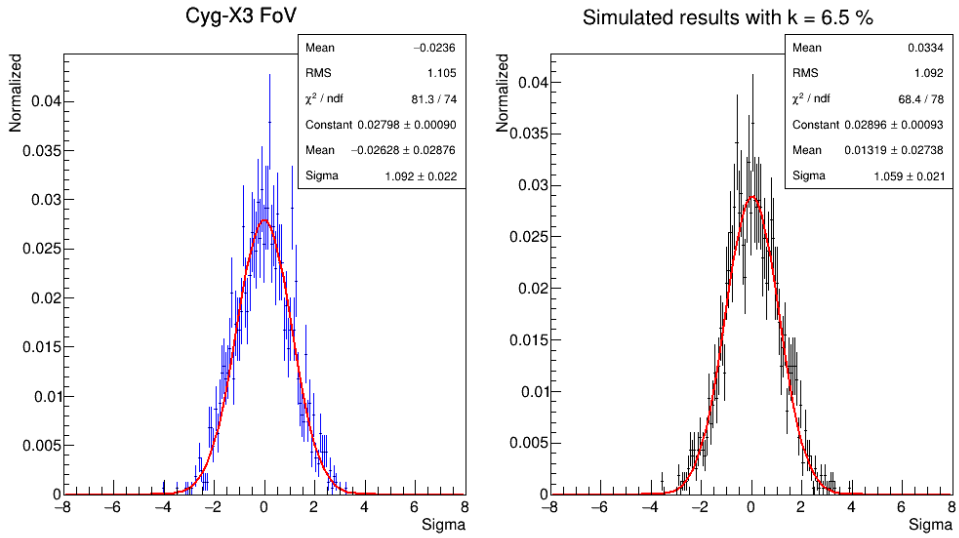 Cyg-X3 FoV
Mean −0.0236
RMS 1.105
χ² / ndf 81.3 / 74
Constant 0.02798 ± 0.00090
Mean −0.02628 ± 0.02876
Sigma 1.092 ± 0.022
Normalized
0.04
0.035
0.03
0.025
0.02
0.015
0.01
0.005
0
−8 −6 −4 −2 0 2 4 6 8
Sigma
Simulated results with k = 6.5 %
Mean 0.0334
RMS 1.092
χ² / ndf 68.4 / 78
Constant 0.02896 ± 0.00093
Mean 0.01319 ± 0.02738
Sigma 1.059 ± 0.021
Normalized
0.04
0.035
0.03
0.025
0.02
0.015
0.01
0.005
0
−8 −6 −4 −2 0 2 4 6 8
Sigma